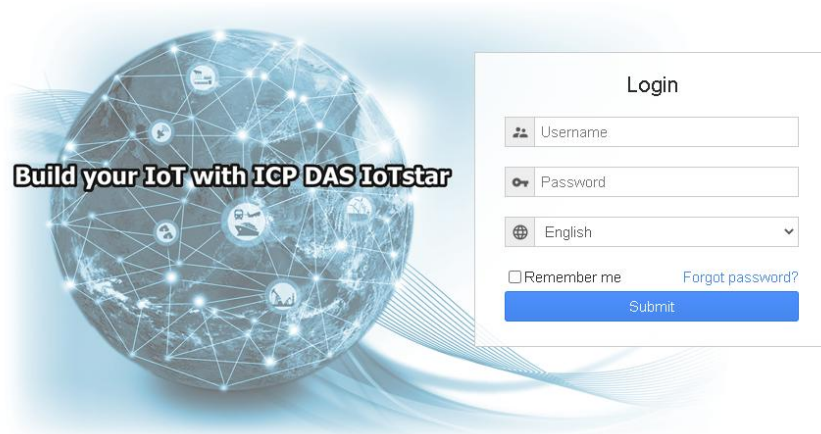 Login
Username
Build your IoT with ICP DAS IoTstar
Password
English
Remember me Forgot password?
Submit